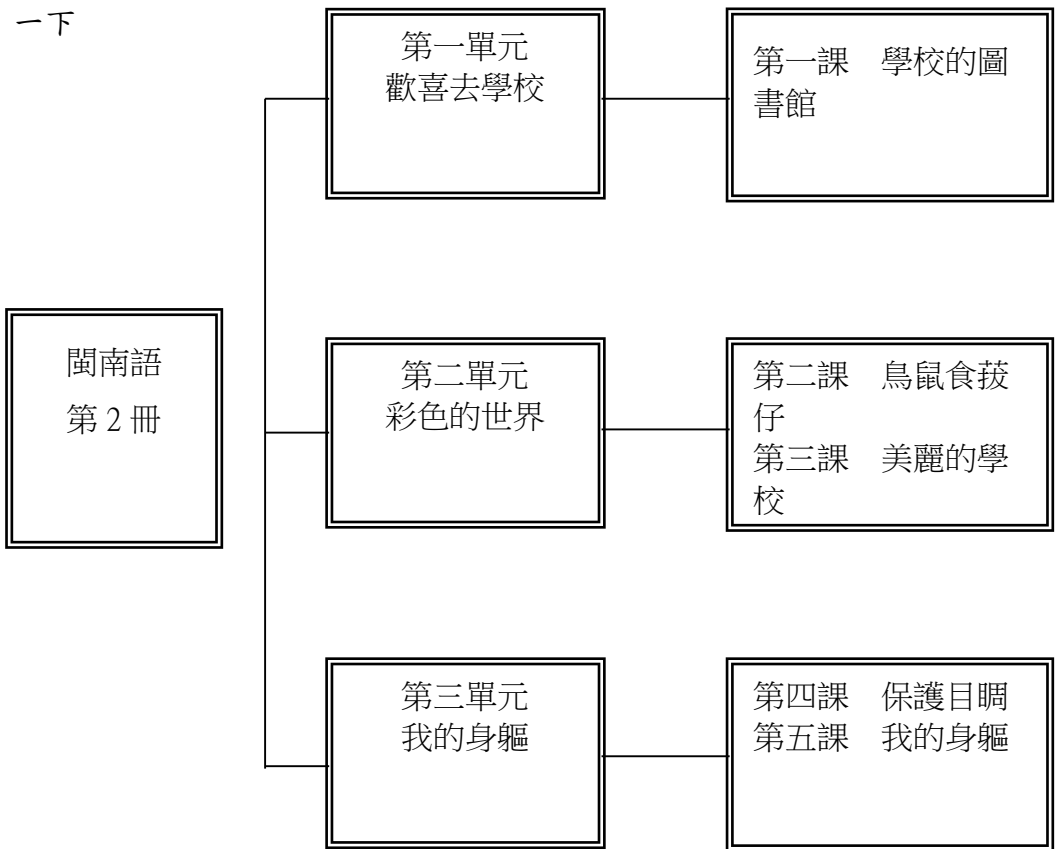 一下
第一單元
歡喜去學校
第一課　學校的圖
書館
閩南語
第 2 冊
第二單元
彩色的世界
第二課　鳥鼠食菝
仔
第三課　美麗的學
校
第三單元
我的身軀
第四課　保護目睭
第五課　我的身軀